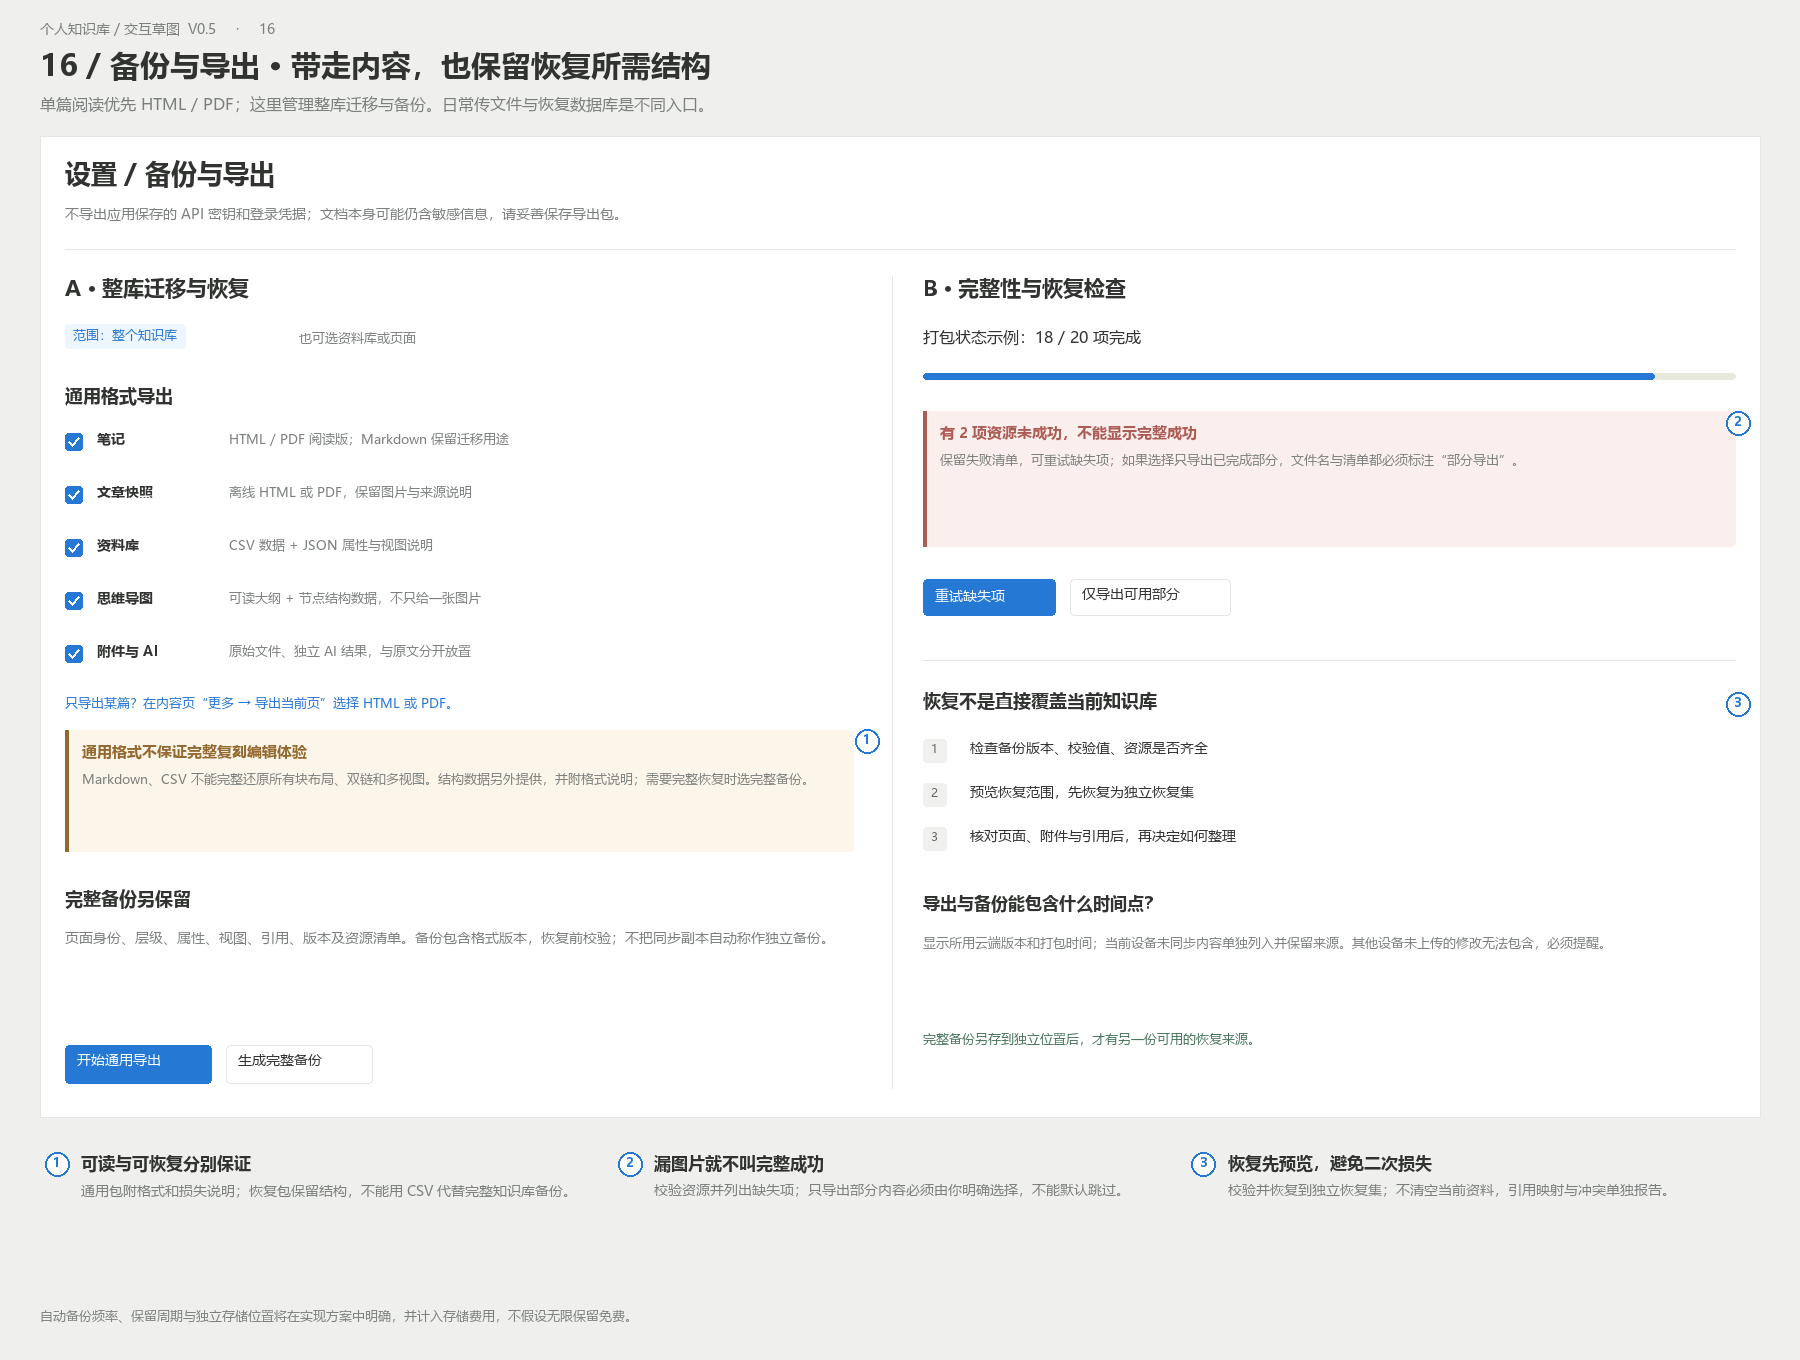 个人知识库 / 交互草图 V0.5 · 16
16 / 备份与导出 • 带走内容，也保留恢复所需结构
单篇阅读优先 HTML / PDF；这里管理整库迁移与备份。日常传文件与恢复数据库是不同入口。
设置 / 备份与导出
不导出应用保存的 API 密钥和登录凭据；文档本身可能仍含敏感信息，请妥善保存导出包。
A • 整库迁移与恢复
范围：整个知识库
也可选资料库或页面
通用格式导出
笔记
HTML / PDF 阅读版；Markdown 保留迁移用途
文章快照
离线 HTML 或 PDF，保留图片与来源说明
资料库
CSV 数据 + JSON 属性与视图说明
思维导图
可读大纲 + 节点结构数据，不只给一张图片
附件与 AI
原始文件、独立 AI 结果，与原文分开放置
只导出某篇？在内容页“更多 → 导出当前页”选择 HTML 或 PDF。
通用格式不保证完整复刻编辑体验
1
Markdown、CSV 不能完整还原所有块布局、双链和多视图。结构数据另外提供，并附格式说明；需要完整恢复时选完整备份。
完整备份另保留
页面身份、层级、属性、视图、引用、版本及资源清单。备份包含格式版本，恢复前校验；不把同步副本自动称作独立备份。
开始通用导出
生成完整备份
B • 完整性与恢复检查
打包状态示例：18 / 20 项完成
有 2 项资源未成功，不能显示完整成功
2
保留失败清单，可重试缺失项；如果选择只导出已完成部分，文件名与清单都必须标注“部分导出”。
重试缺失项
仅导出可用部分
恢复不是直接覆盖当前知识库
3
1 检查备份版本、校验值、资源是否齐全
2 预览恢复范围，先恢复为独立恢复集
3 核对页面、附件与引用后，再决定如何整理
导出与备份能包含什么时间点？
显示所用云端版本和打包时间；当前设备未同步内容单独列入并保留来源。其他设备未上传的修改无法包含，必须提醒。
完整备份另存到独立位置后，才有另一份可用的恢复来源。
1 可读与可恢复分别保证
通用包附格式和损失说明；恢复包保留结构，不能用 CSV 代替完整知识库备份。
2 漏图片就不叫完整成功
校验资源并列出缺失项；只导出部分内容必须由你明确选择，不能默认跳过。
3 恢复先预览，避免二次损失
校验并恢复到独立恢复集；不清空当前资料，引用映射与冲突单独报告。
自动备份频率、保留周期与独立存储位置将在实现方案中明确，并计入存储费用，不假设无限保留免费。